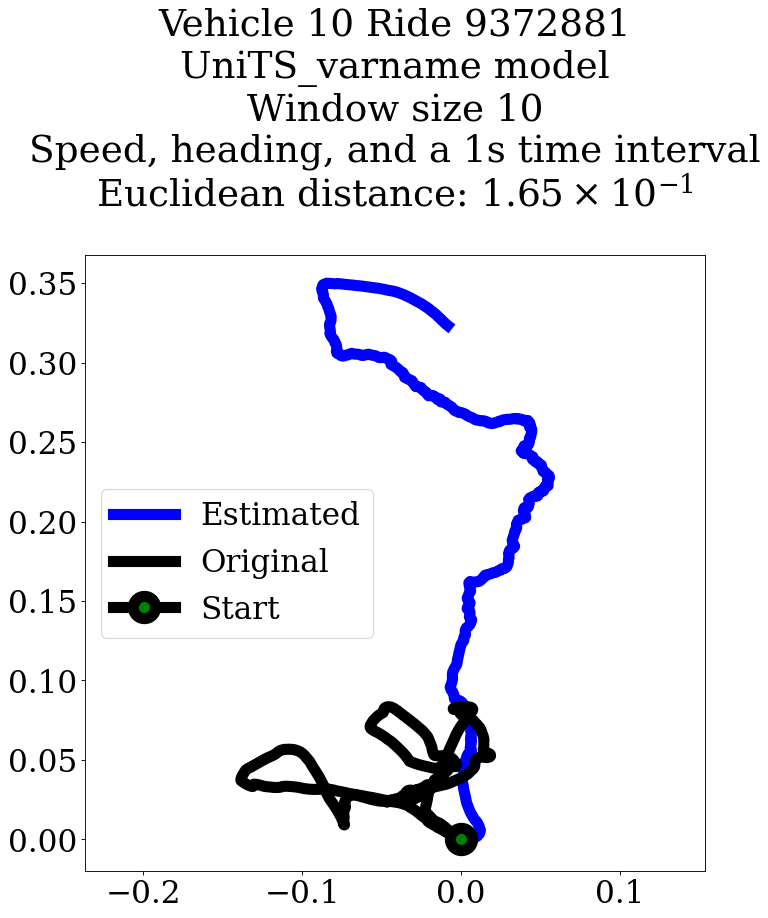 Vehicle 10 Ride 9372881
UniTS_varname model
Window size 10
Speed, heading, and a 1s time interval
Euclidean distance: 1.65 × 10⁻¹
0.35
0.30
0.25
0.20
0.15
0.10
0.05
0.00
Estimated
Original
Start
−0.2
−0.1
0.0
0.1